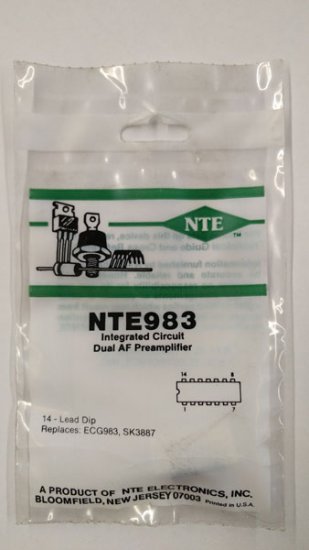 NTE
TM
NTE983
Integrated Circuit
Dual AF Preamplifier
14 8
1 7
14 - Lead Dip
Replaces: ECG983, SK3887
A PRODUCT OF NTE ELECTRONICS, INC.
BLOOMFIELD, NEW JERSEY 07003 Printed in U.S.A.